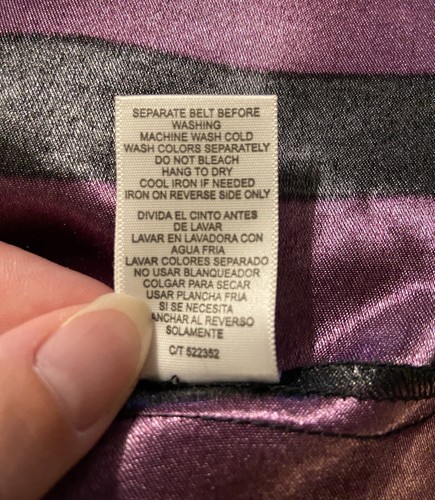 SEPARATE BELT BEFORE
WASHING
MACHINE WASH COLD
WASH COLORS SEPARATELY
DO NOT BLEACH
HANG TO DRY
COOL IRON IF NEEDED
IRON ON REVERSE SIDE ONLY
DIVIDA EL CINTO ANTES
DE LAVAR
LAVAR EN LAVADORA CON
AGUA FRIA
LAVAR COLORES SEPARADO
NO USAR BLANQUEADOR
COLGAR PARA SECAR
USAR PLANCHA FRIA
SI SE NECESITA
ANCHAR AL REVERSO
SOLAMENTE
C/T 522352